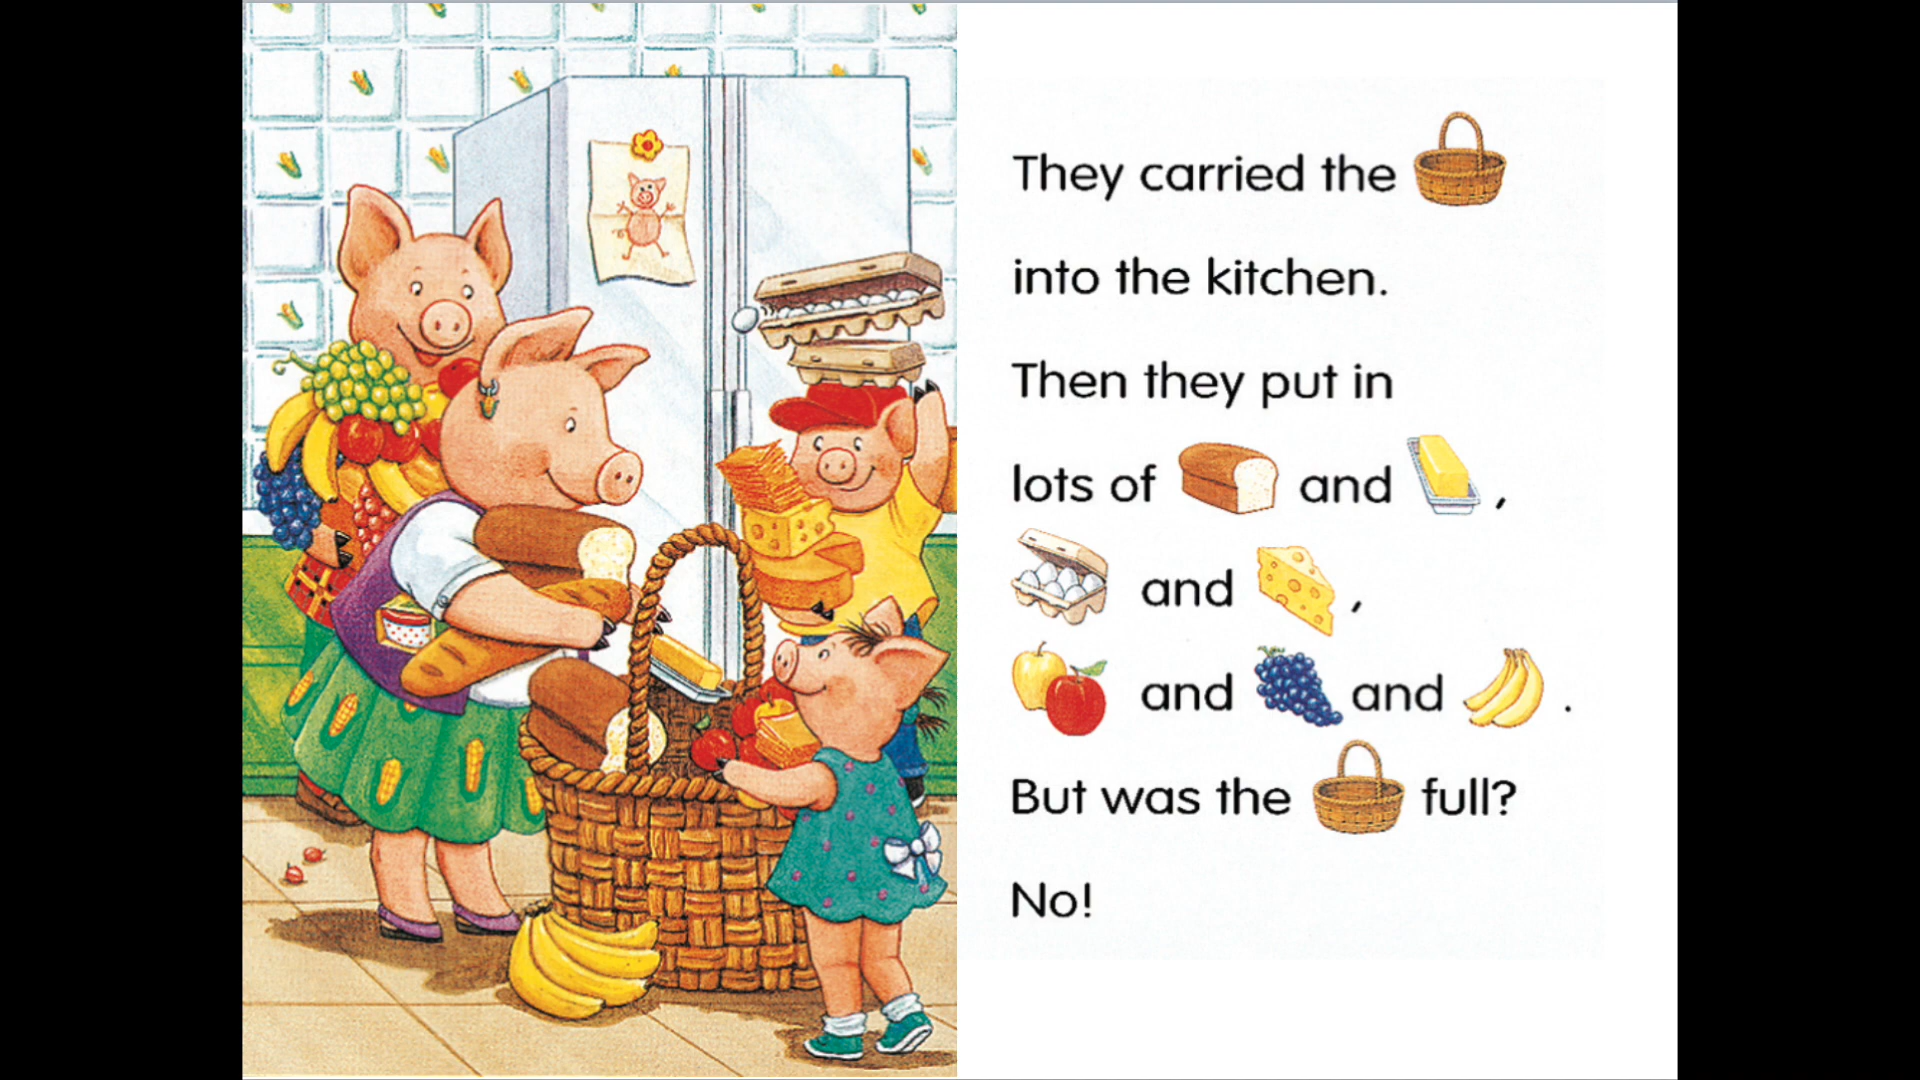 They carried the
into the kitchen.
Then they put in
lots of and ,
and ,
and and .
But was the full?
No!